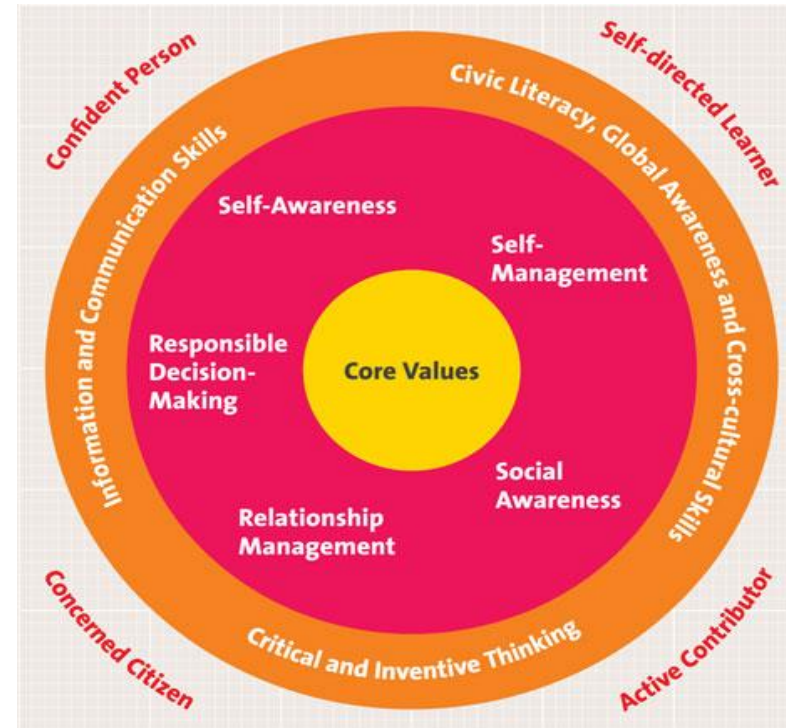 Confident Person
Self-directed Learner
Civic Literacy, Global Awareness and Cross-cultural Skills
Information and Communication Skills
Self-Awareness
Self-
Management
Responsible
Decision-
Making
Core Values
Social
Awareness
Relationship
Management
Critical and Inventive Thinking
Concerned Citizen
Active Contributor